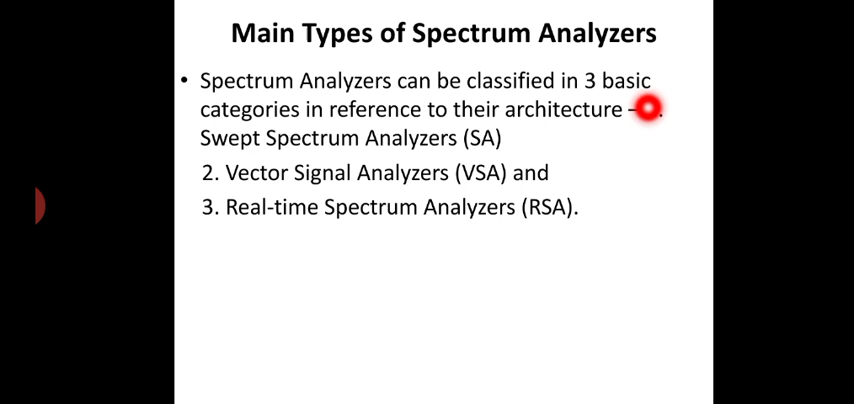 Main Types of Spectrum Analyzers
• Spectrum Analyzers can be classified in 3 basic
categories in reference to their architecture –
Swept Spectrum Analyzers (SA)
2. Vector Signal Analyzers (VSA) and
3. Real-time Spectrum Analyzers (RSA).